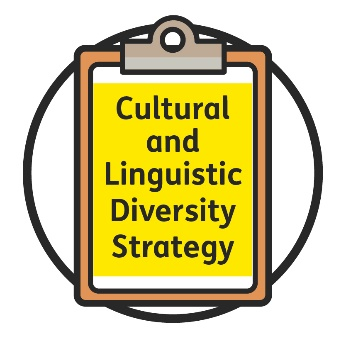 Cultural
and
Linguistic
Diversity
Strategy